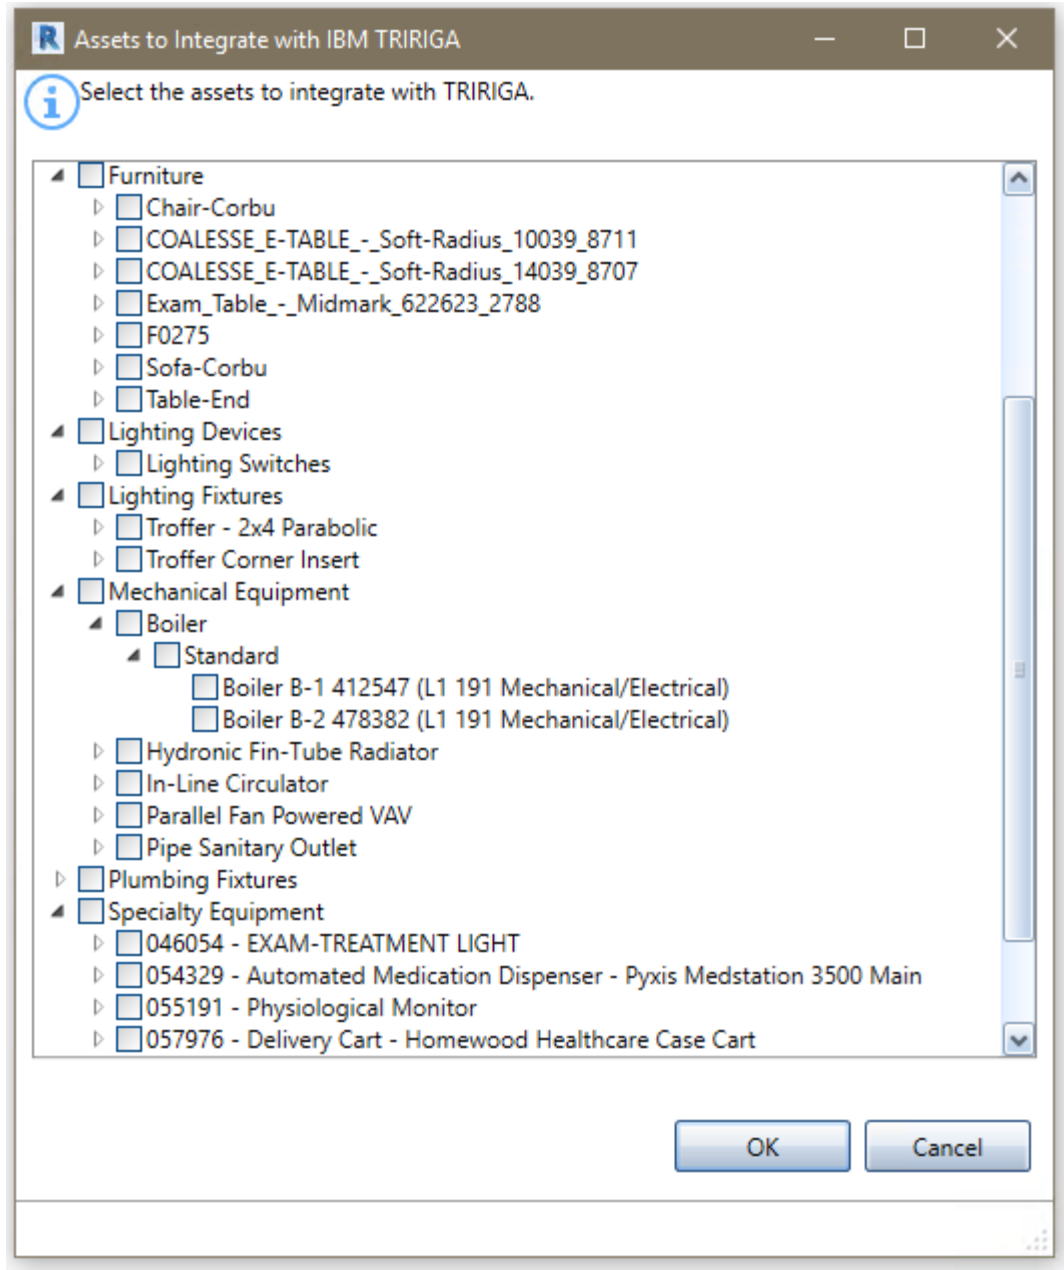 Assets to Integrate with IBM TRIRIGA
Select the assets to integrate with TRIRIGA.
Furniture
Chair-Corbu
COALESSE_E-TABLE_-_Soft-Radius_10039_8711
COALESSE_E-TABLE_-_Soft-Radius_14039_8707
Exam_Table_-_Midmark_622623_2788
F0275
Sofa-Corbu
Table-End
Lighting Devices
Lighting Switches
Lighting Fixtures
Troffer - 2x4 Parabolic
Troffer Corner Insert
Mechanical Equipment
Boiler
Standard
Boiler B-1 412547 (L1 191 Mechanical/Electrical)
Boiler B-2 478382 (L1 191 Mechanical/Electrical)
Hydronic Fin-Tube Radiator
In-Line Circulator
Parallel Fan Powered VAV
Pipe Sanitary Outlet
Plumbing Fixtures
Specialty Equipment
046054 - EXAM-TREATMENT LIGHT
054329 - Automated Medication Dispenser - Pyxis Medstation 3500 Main
055191 - Physiological Monitor
057976 - Delivery Cart - Homewood Healthcare Case Cart
OK Cancel